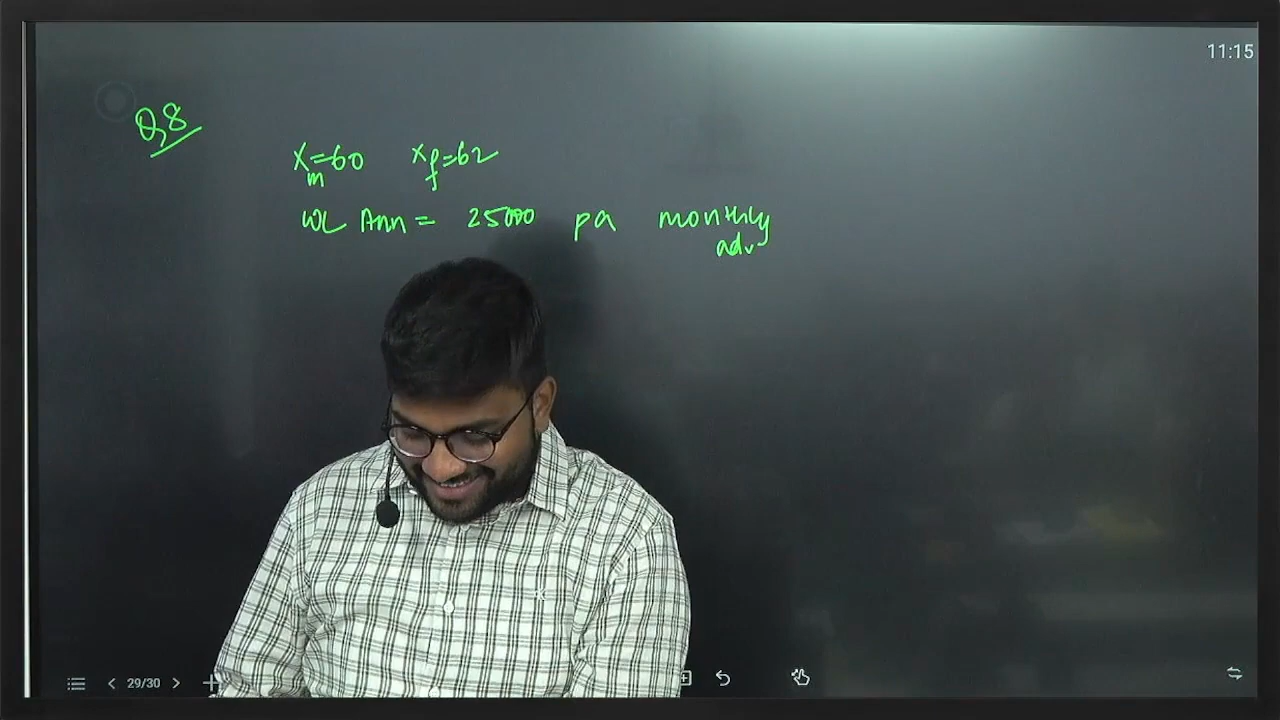 11:15
Q8
Xm=60 xf=62
WL Ann = 25000 pa monthly
adv
29/30